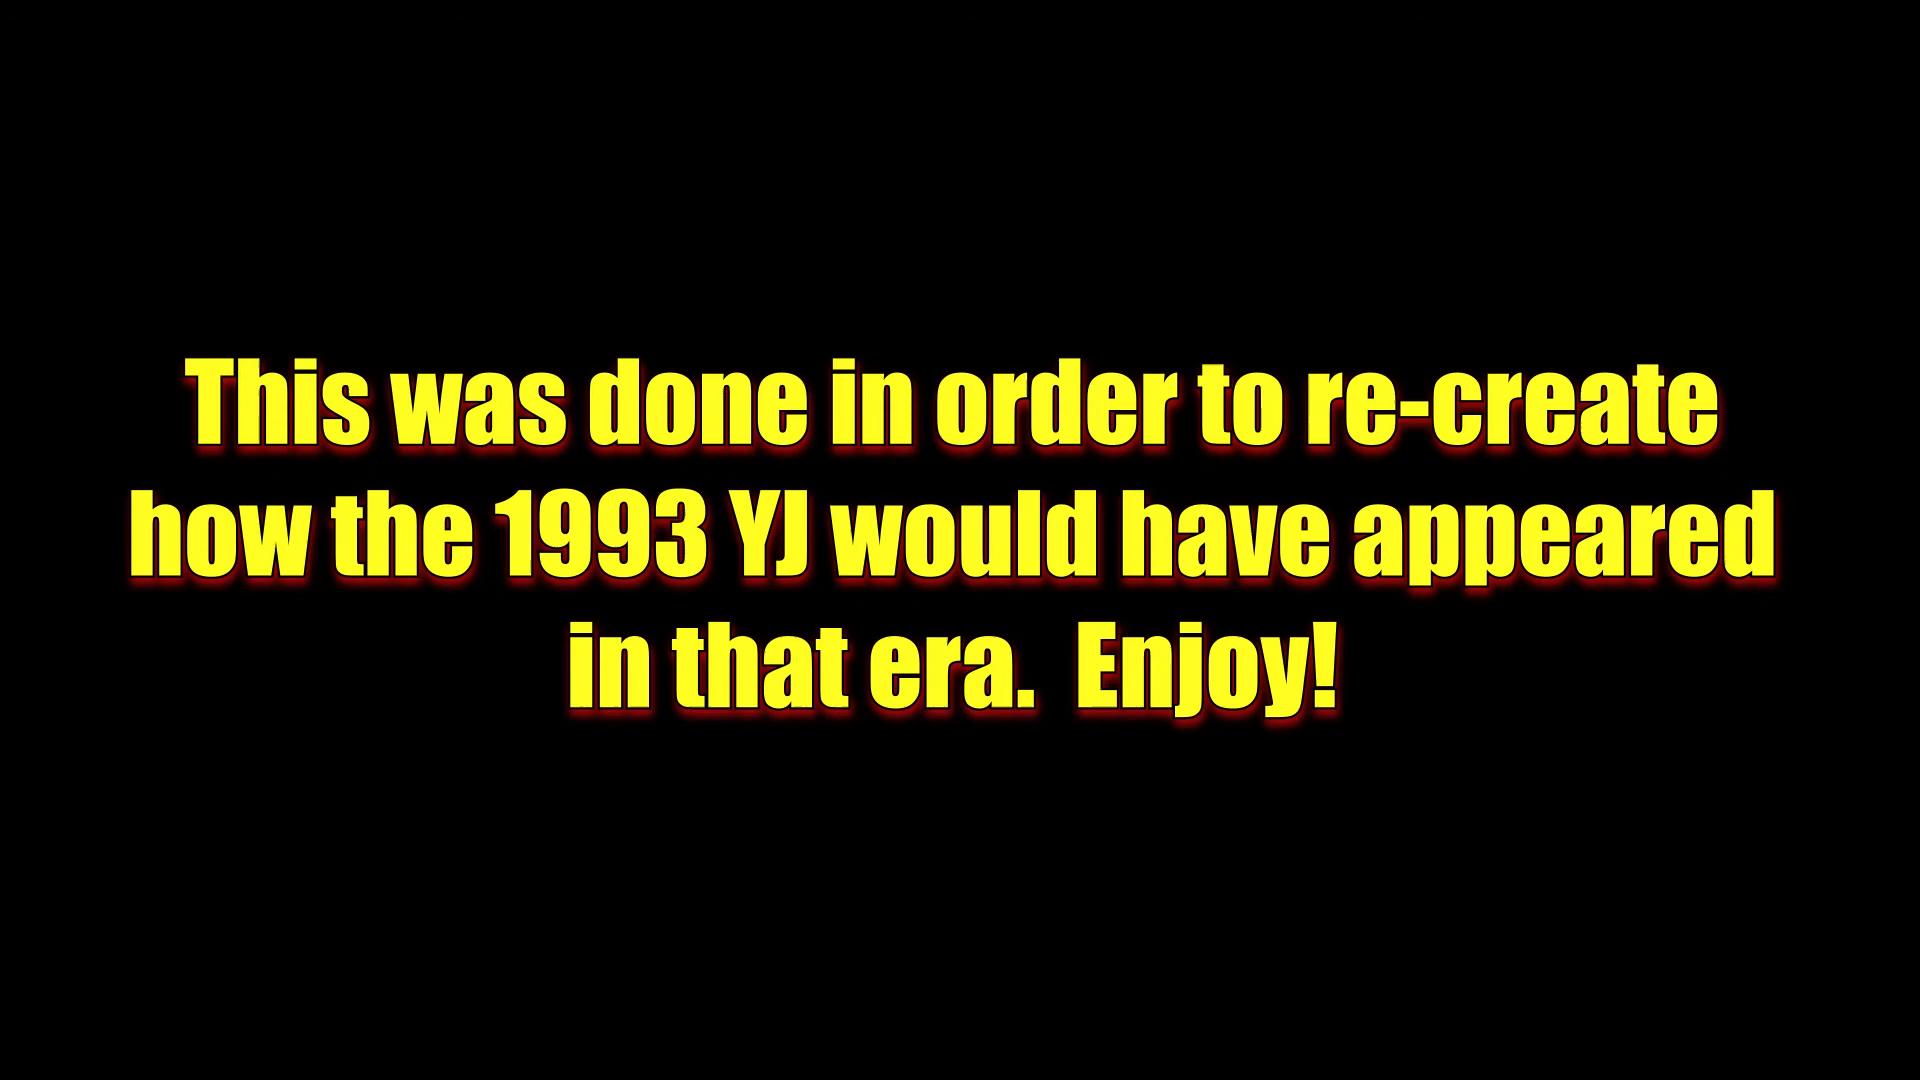 This was done in order to re-create
how the 1993 YJ would have appeared
in that era.  Enjoy!